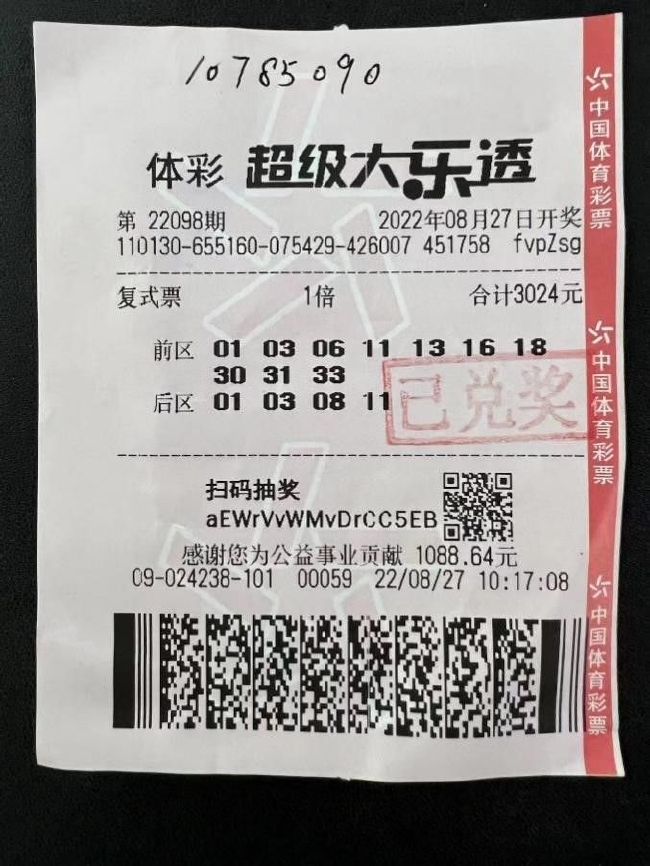 10785090
体彩 超级大乐透
第 22098期 2022年08月27日开奖
110130-655160-075429-426007 451758 fvpZsg
复式票 1倍 合计3024元
前区 01 03 06 11 13 16 18
30 31 33
后区 01 03 08 11
已兑奖
扫码抽奖
aEWrVvWMvDrCC5EB
感谢您为公益事业贡献 1088.64元
09-024238-101 00059 22/08/27 10:17:08
中国体育彩票
中国体育彩票
中国体育彩票